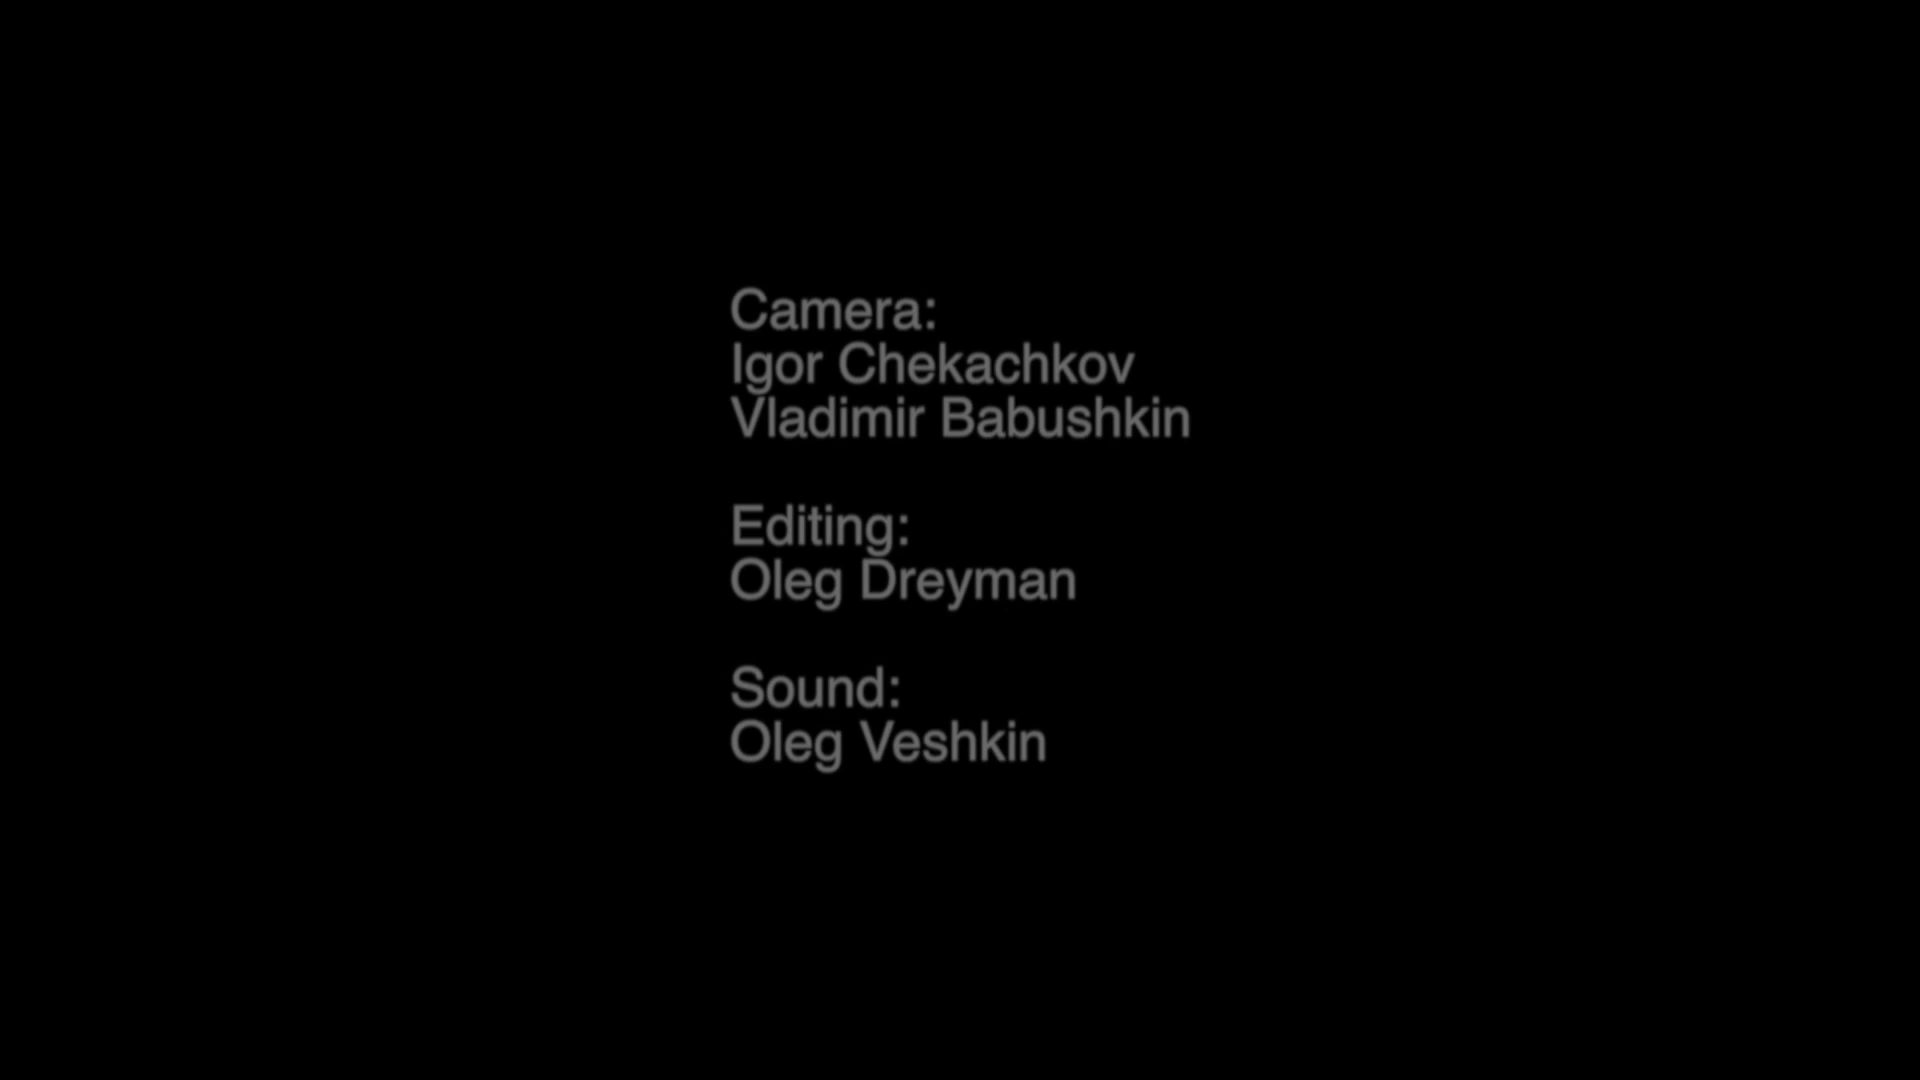 Camera:
Igor Chekachkov
Vladimir Babushkin
Editing:
Oleg Dreyman
Sound:
Oleg Veshkin